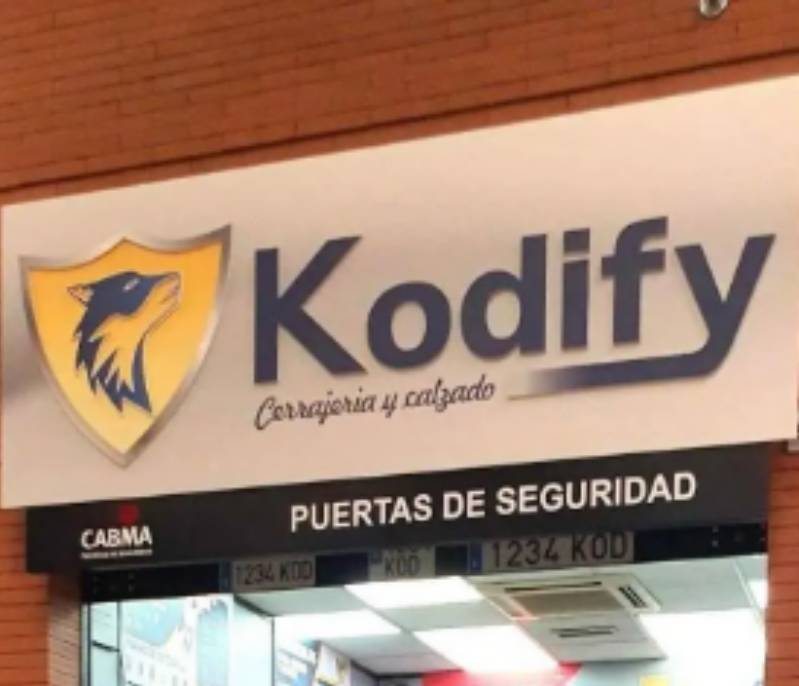 Kodify
Cerrajeria y calzado
PUERTAS DE SEGURIDAD
CABMA
1234 KOD
KOD
1234 KOD